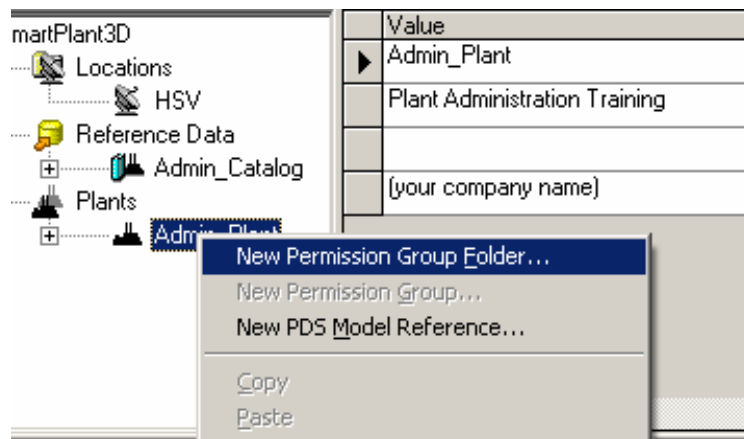 martPlant3D
Locations
HSV
Reference Data
Admin_Catalog
Plants
Admin_Plant
Value
Admin_Plant
Plant Administration Training
(your company name)
New Permission Group Folder...
New Permission Group...
New PDS Model Reference...
Copy
Paste